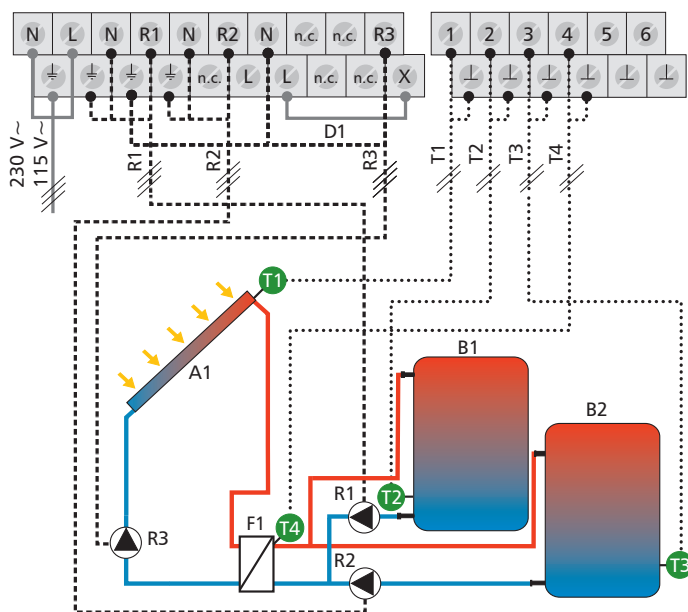 N L N R1 N R2 N n.c. n.c. R3
n.c. L L n.c. n.c. X
1 2 3 4 5 6
D1
230 V~
115 V~
R1
R2
R3
T1
T2
T3
T4
T1
A1
B1
B2
R1
T2
F1
T4
R3
R2
T3